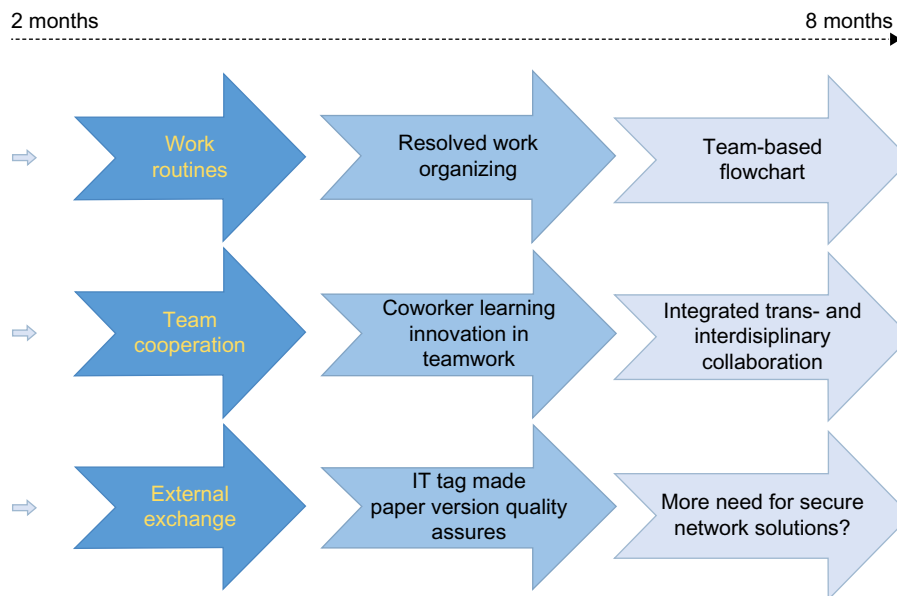 2 months
8 months
Work
routines
Resolved work
organizing
Team-based
flowchart
Team
cooperation
Coworker learning
innovation in
teamwork
Integrated trans- and
interdisiplinary
collaboration
External
exchange
IT tag made
paper version quality
assures
More need for secure
network solutions?